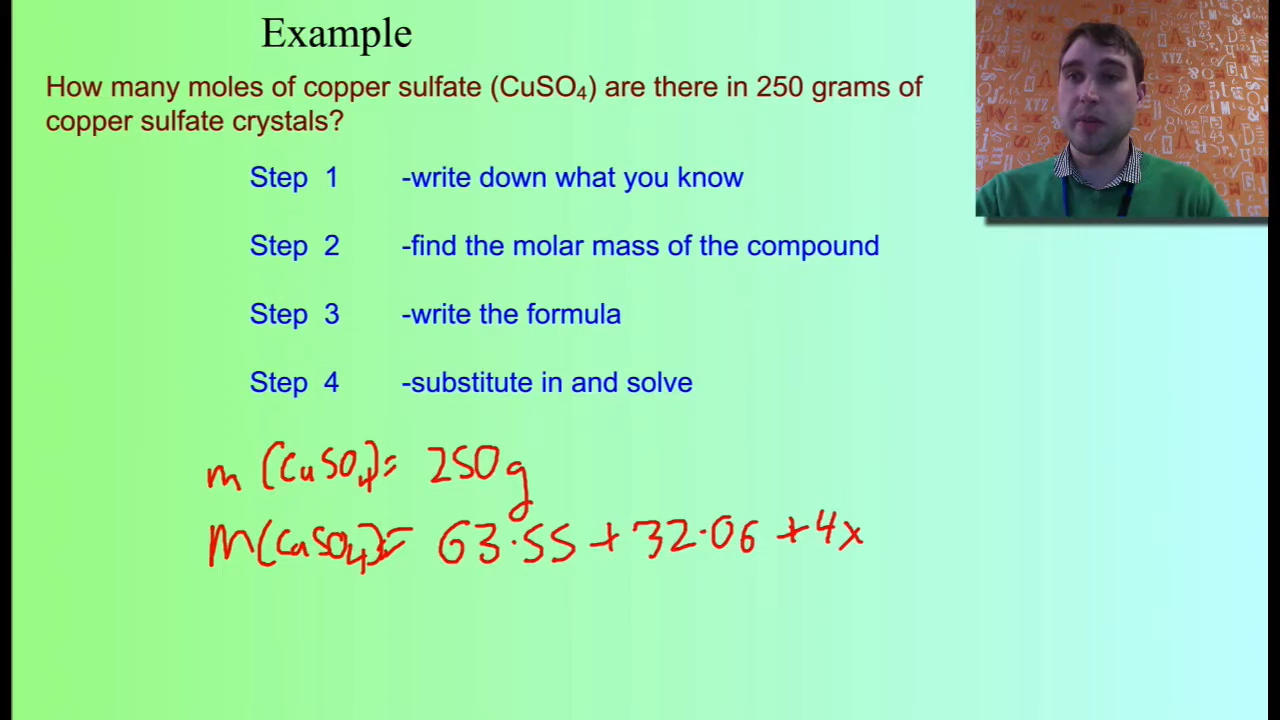 Example
How many moles of copper sulfate (CuSO₄) are there in 250 grams of
copper sulfate crystals?
Step 1 -write down what you know
Step 2 -find the molar mass of the compound
Step 3 -write the formula
Step 4 -substitute in and solve
m (CuSO₄)= 250g
M(CuSO₄)= 63.55 + 32.06 + 4x